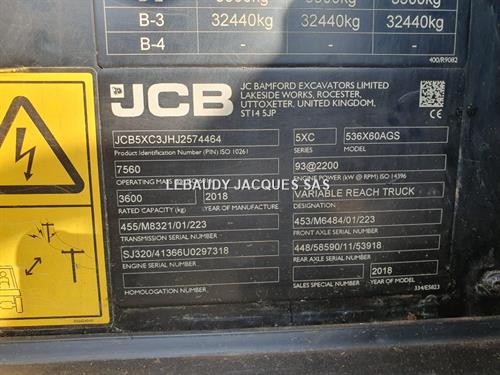 B-3 32440kg 32440kg 32440kg
B-4 - - -
400/R9082
JCB
JC BAMFORD EXCAVATORS LIMITED
LAKESIDE WORKS, ROCESTER,
UTTOXETER, UNITED KINGDOM,
ST14 5JP
JCB5XC3JHJ2574464 5XC 536X60AGS
Product Identification Number (PIN) ISO 10261 SERIES MODEL
7560 93@2200
OPERATING MASS ENGINE POWER (kW @ RPM) ISO 14396
LEBAUDY JACQUES SAS
3600 2018 VARIABLE REACH TRUCK
RATED CAPACITY (kg) YEAR OF MANUFACTURE DESIGNATION
455/M8321/01/223 453/M6484/01/223
TRANSMISSION SERIAL NUMBER FRONT AXLE SERIAL NUMBER
SJ320/41366U0297318 448/58590/11/53918
ENGINE SERIAL NUMBER REAR AXLE SERIAL NUMBER
- - 2018
HOMOLOGATION NUMBER SALES SPECIAL NUMBER YEAR OF
334/E5823